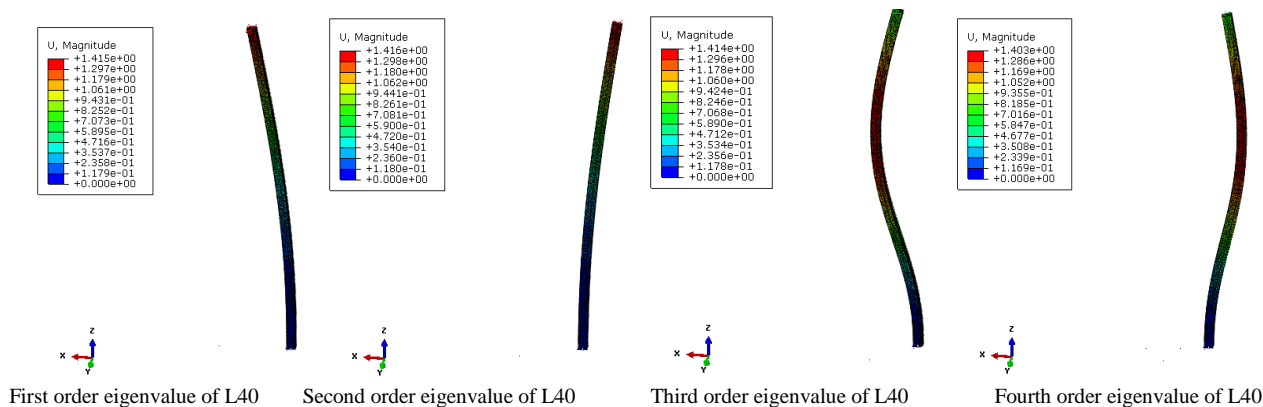 U, Magnitude
+1.415e+00
+1.297e+00
+1.179e+00
+1.061e+00
+9.431e-01
+8.252e-01
+7.073e-01
+5.895e-01
+4.716e-01
+3.537e-01
+2.358e-01
+1.179e-01
+0.000e+00
Z
X
Y
First order eigenvalue of L40
U, Magnitude
+1.416e+00
+1.298e+00
+1.180e+00
+1.062e+00
+9.441e-01
+8.261e-01
+7.081e-01
+5.900e-01
+4.720e-01
+3.540e-01
+2.360e-01
+1.180e-01
+0.000e+00
Z
X
Y
Second order eigenvalue of L40
U, Magnitude
+1.414e+00
+1.296e+00
+1.178e+00
+1.060e+00
+9.424e-01
+8.246e-01
+7.068e-01
+5.890e-01
+4.712e-01
+3.534e-01
+2.356e-01
+1.178e-01
+0.000e+00
Z
X
Y
Third order eigenvalue of L40
U, Magnitude
+1.403e+00
+1.286e+00
+1.169e+00
+1.052e+00
+9.355e-01
+8.185e-01
+7.016e-01
+5.847e-01
+4.677e-01
+3.508e-01
+2.339e-01
+1.169e-01
+0.000e+00
Z
X
Y
Fourth order eigenvalue of L40